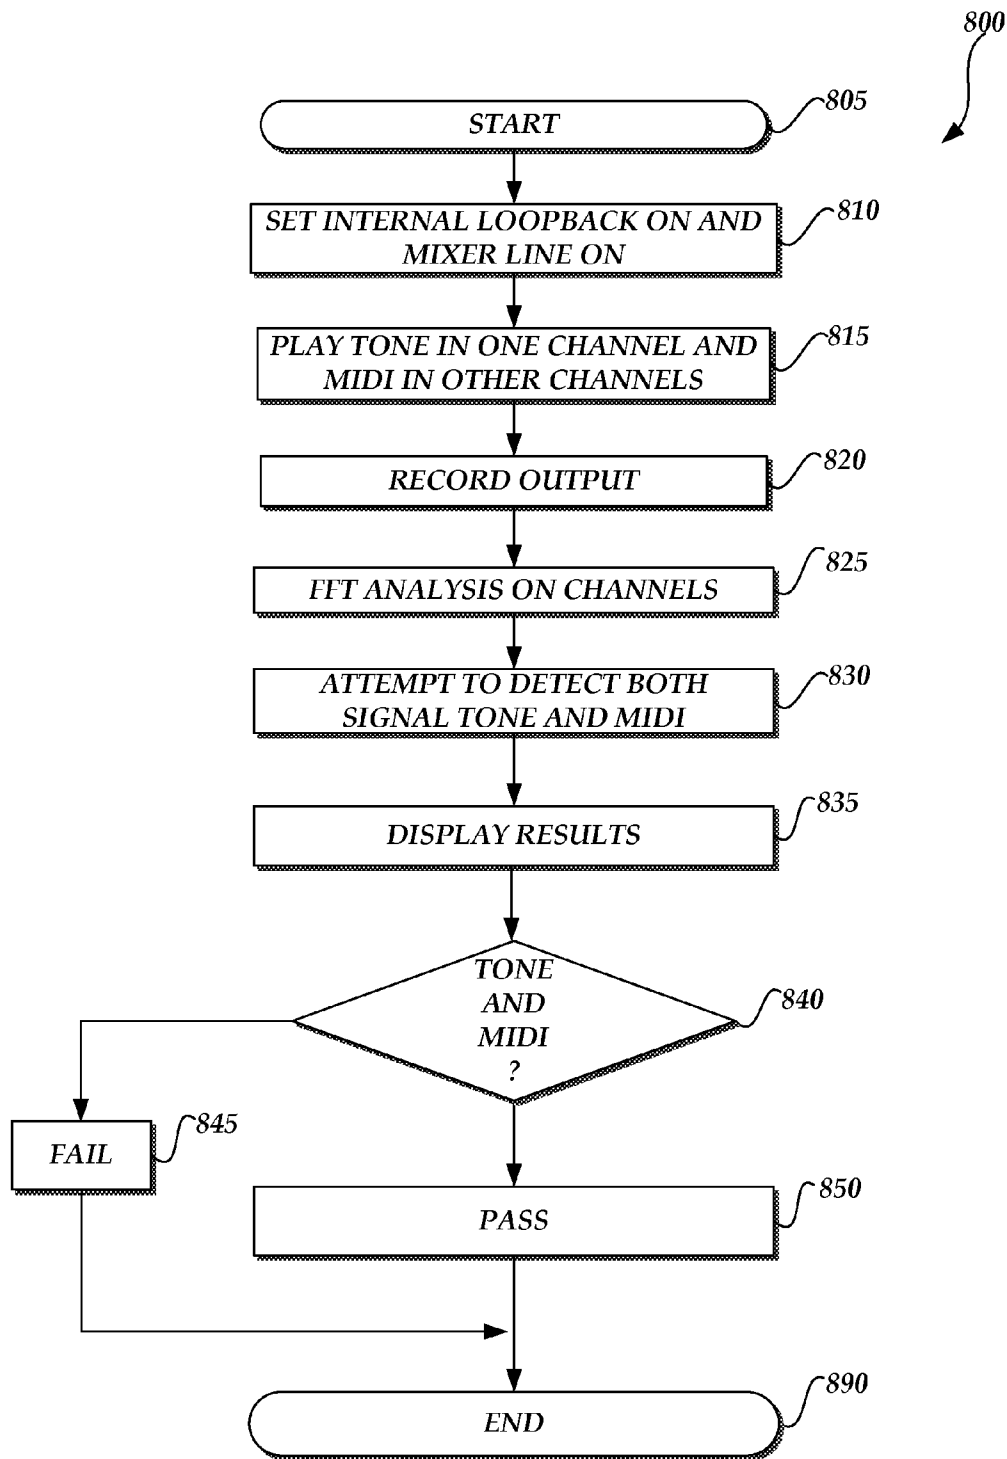 800
START
805
SET INTERNAL LOOPBACK ON AND
MIXER LINE ON
810
PLAY TONE IN ONE CHANNEL AND
MIDI IN OTHER CHANNELS
815
RECORD OUTPUT
820
FFT ANALYSIS ON CHANNELS
825
ATTEMPT TO DETECT BOTH
SIGNAL TONE AND MIDI
830
DISPLAY RESULTS
835
TONE
AND
MIDI
?
840
FAIL
845
PASS
850
END
890